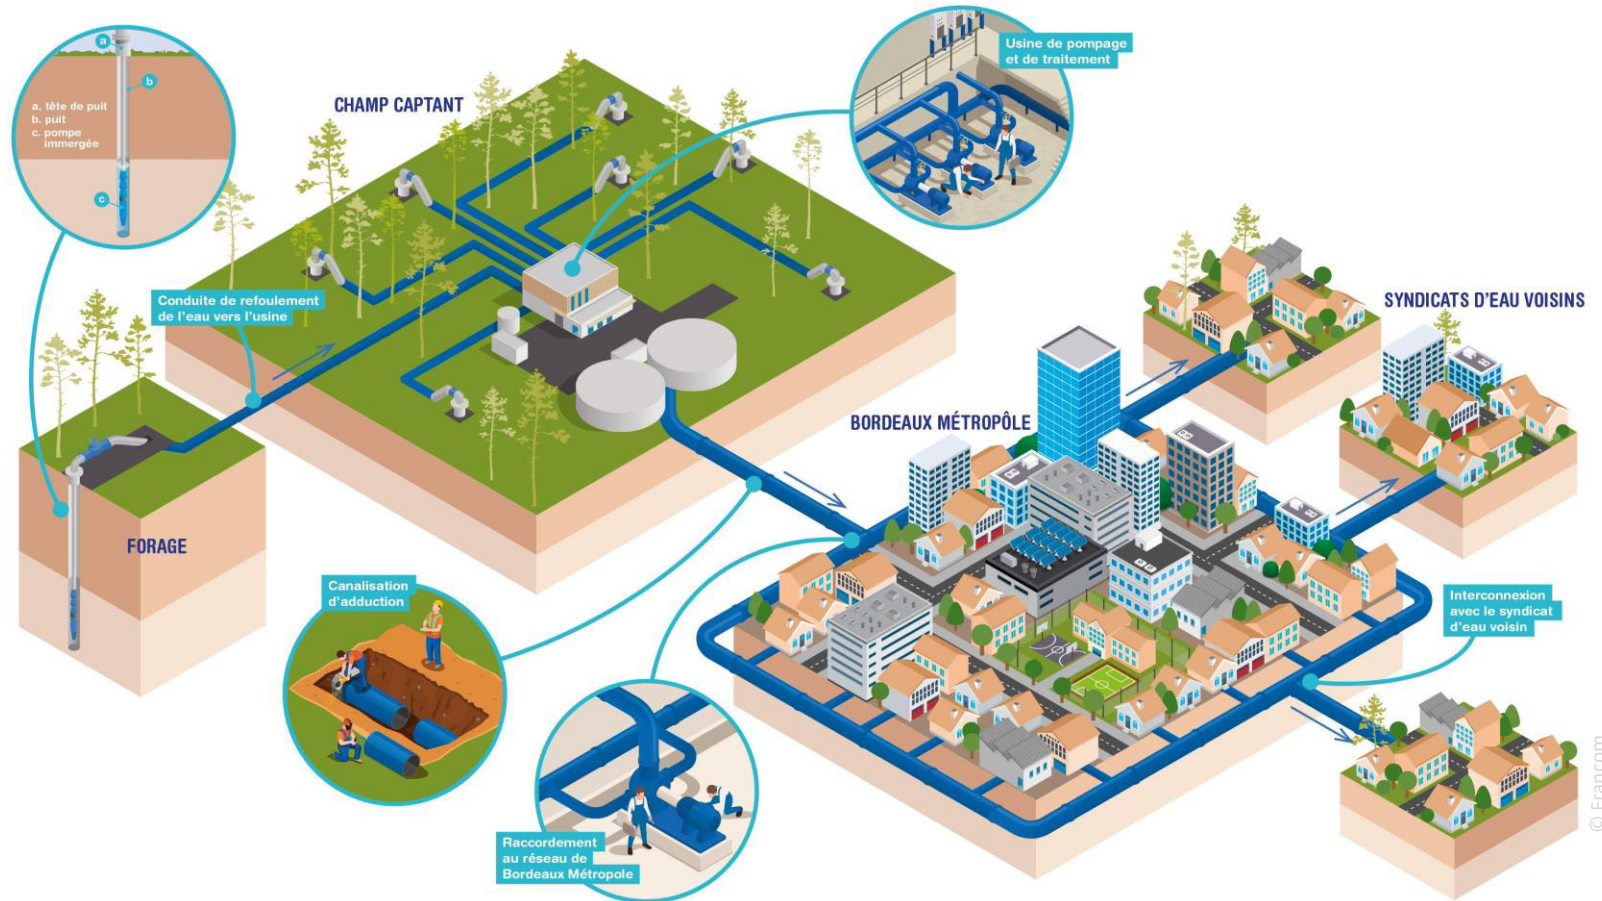 a
b
a. tête de puit
b. puit
c. pompe
immergée
c
CHAMP CAPTANT
Usine de pompage
et de traitement
Conduite de refoulement
de l'eau vers l'usine
SYNDICATS D'EAU VOISINS
BORDEAUX MÉTROPÔLE
FORAGE
Canalisation
d'adduction
Interconnexion
avec le syndicat
d'eau voisin
Raccordement
au réseau de
Bordeaux Métropole
© Francom